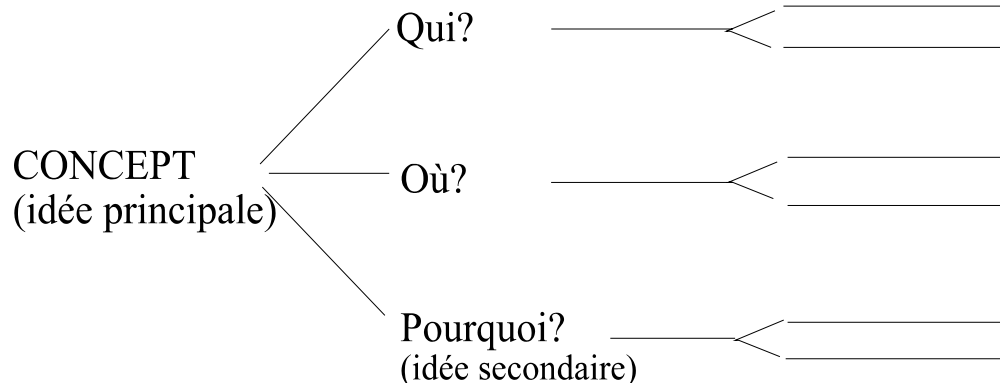 Qui?
CONCEPT
(idée principale)
Où?
Pourquoi?
(idée secondaire)